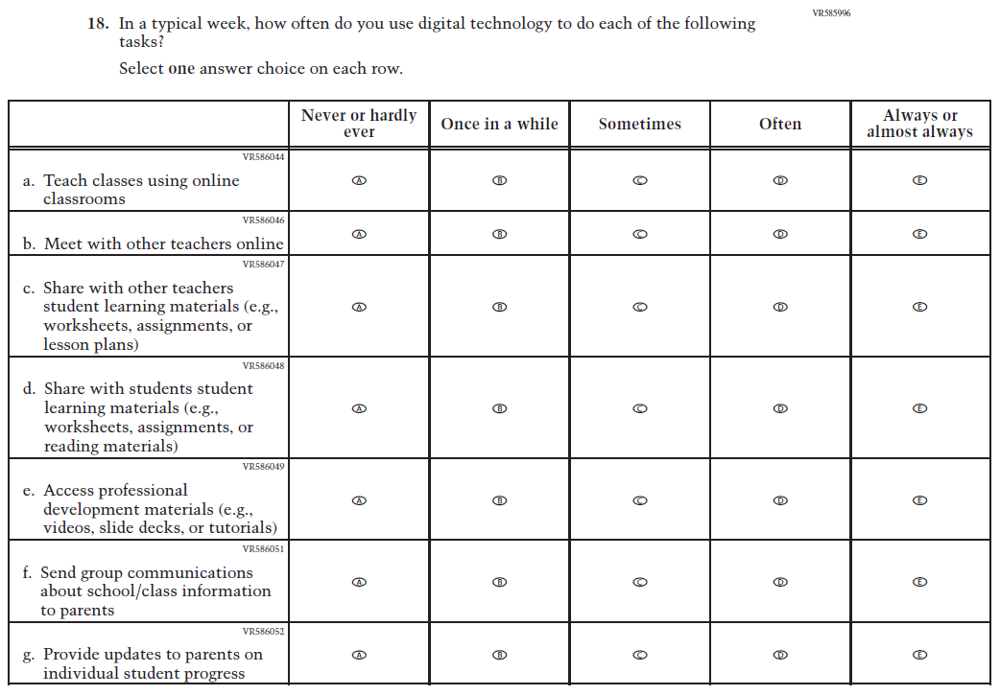 VR585996
18. In a typical week, how often do you use digital technology to do each of the following
tasks?
Select one answer choice on each row.
Never or hardly
ever
Once in a while
Sometimes
Often
Always or
almost always
VR586044
a. Teach classes using online
classrooms
A B C D E
VR586046
b. Meet with other teachers online
A B C D E
VR586047
c. Share with other teachers
student learning materials (e.g.,
worksheets, assignments, or
lesson plans)
A B C D E
VR586048
d. Share with students student
learning materials (e.g.,
worksheets, assignments, or
reading materials)
A B C D E
VR586049
e. Access professional
development materials (e.g.,
videos, slide decks, or tutorials)
A B C D E
VR586051
f. Send group communications
about school/class information
to parents
A B C D E
VR586052
g. Provide updates to parents on
individual student progress
A B C D E